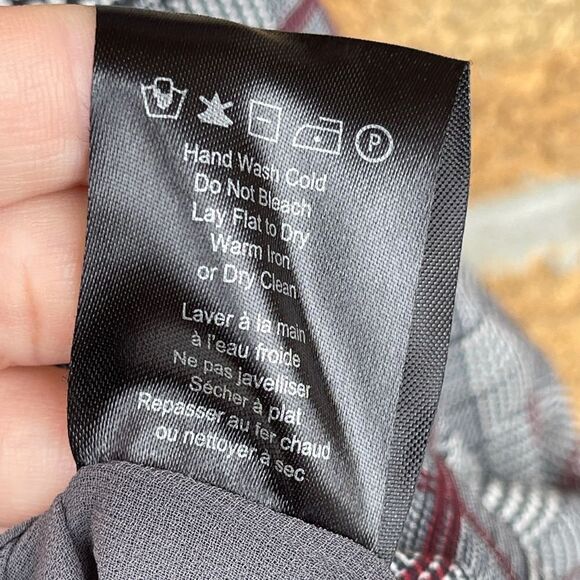 P
Hand Wash Cold
Do Not Bleach
Lay Flat to Dry
Warm Iron
or Dry Clean
Laver à la main
à l'eau froide
Ne pas javelliser
Sécher à plat
Repasser au fer chaud
ou nettoyer à sec